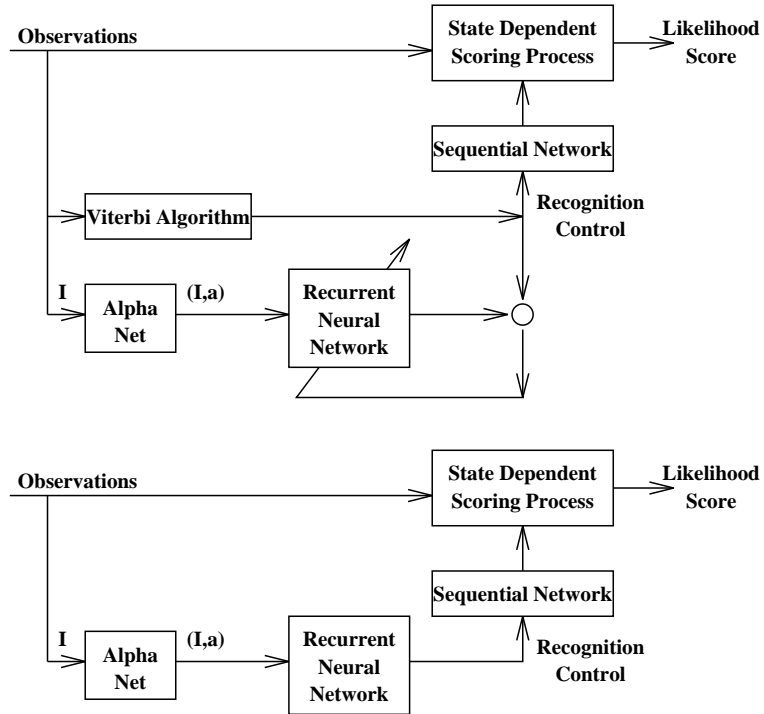 Observations
State Dependent
Scoring Process
Likelihood
Score
Sequential Network
Viterbi Algorithm
Recognition
Control
I
Alpha
Net
(I,a)
Recurrent
Neural
Network
Observations
State Dependent
Scoring Process
Likelihood
Score
Sequential Network
I
Alpha
Net
(I,a)
Recurrent
Neural
Network
Recognition
Control